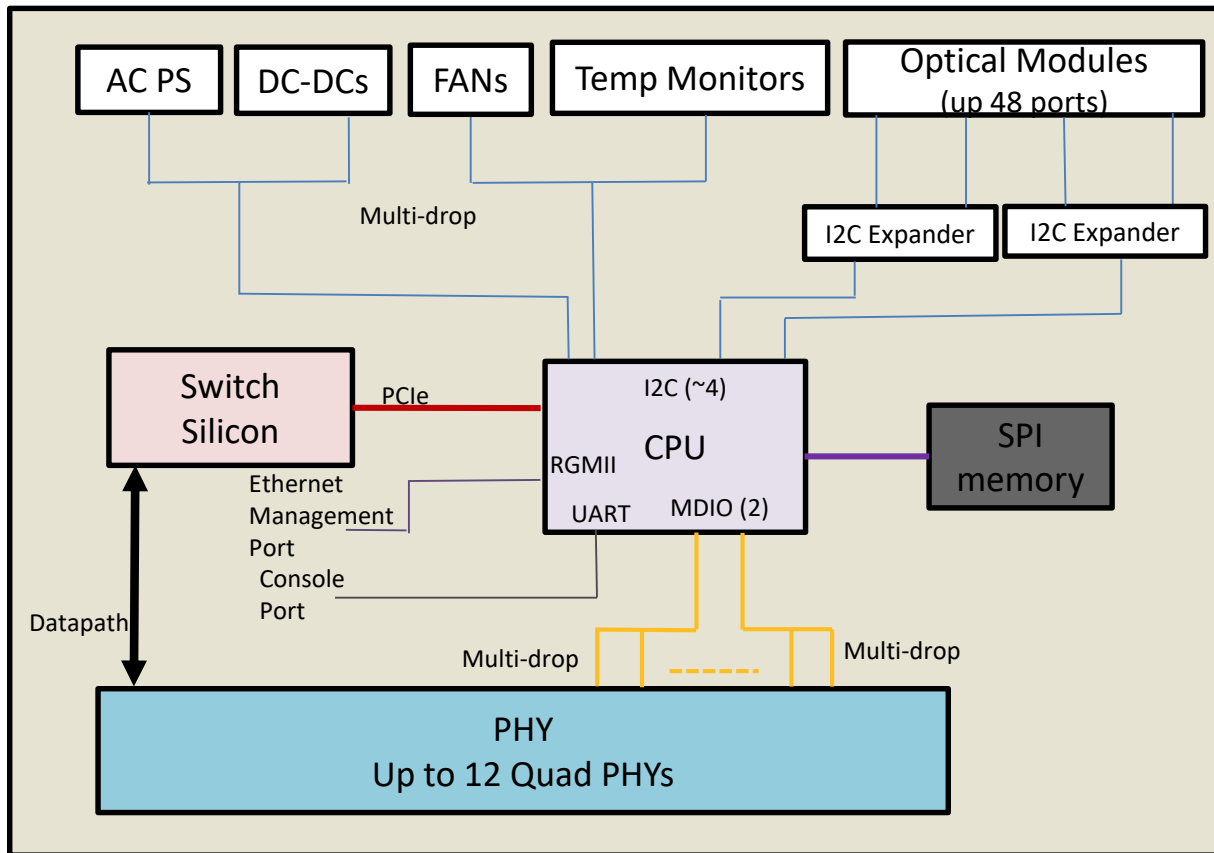 AC PS
DC-DCs
FANs
Temp Monitors
Optical Modules
(up 48 ports)
Multi-drop
I2C Expander
I2C Expander
Switch
Silicon
PCIe
I2C (~4)
CPU
RGMII
UART
MDIO (2)
SPI
memory
Ethernet
Management
Port
Console
Port
Datapath
Multi-drop
Multi-drop
PHY
Up to 12 Quad PHYs